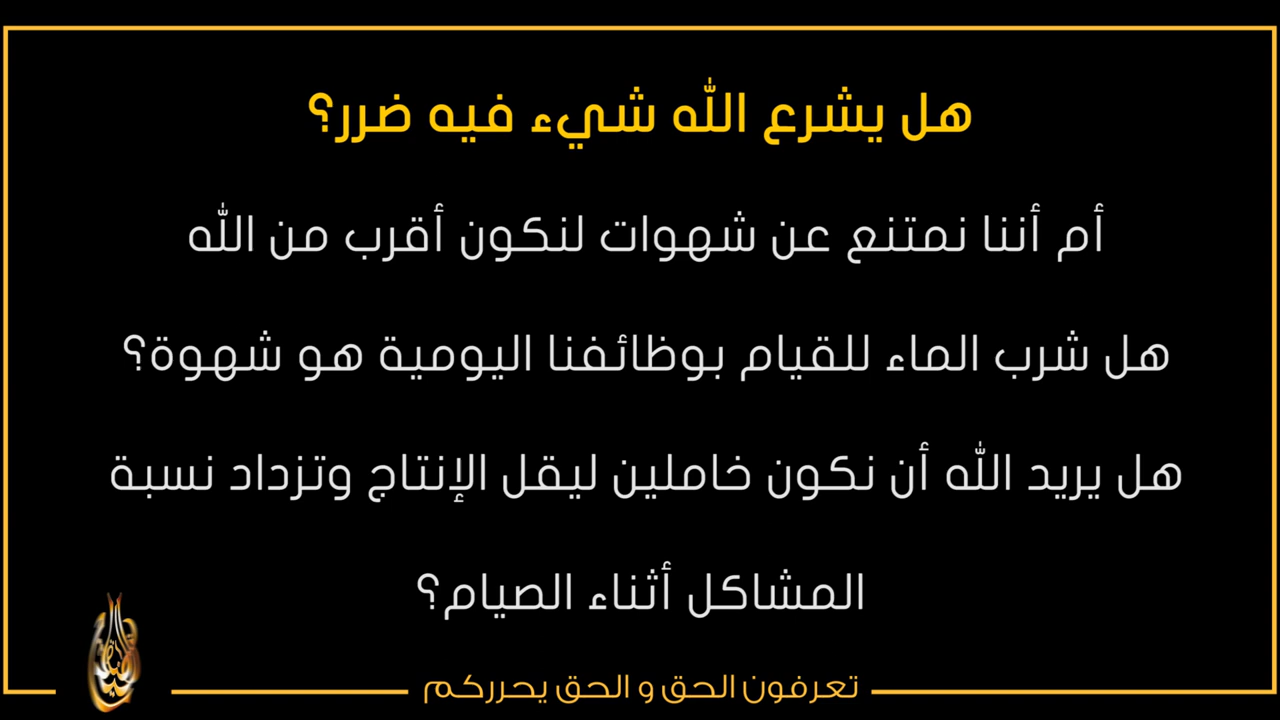 هل يشرع الله شيء فيه ضرر؟
أم أننا نمتنع عن شهوات لنكون أقرب من الله
هل شرب الماء للقيام بوظائفنا اليومية هو شهوة؟
هل يريد الله أن نكون خاملين ليقل الإنتاج وتزداد نسبة
المشاكل أثناء الصيام؟
تعرفون الحق و الحق يحرركم